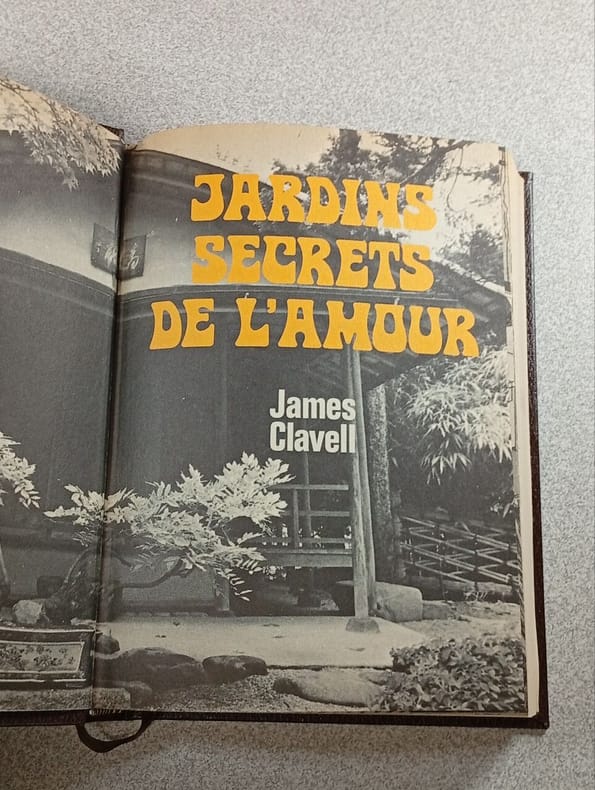 JARDINS
SECRETS
DE L'AMOUR
James
Clavell